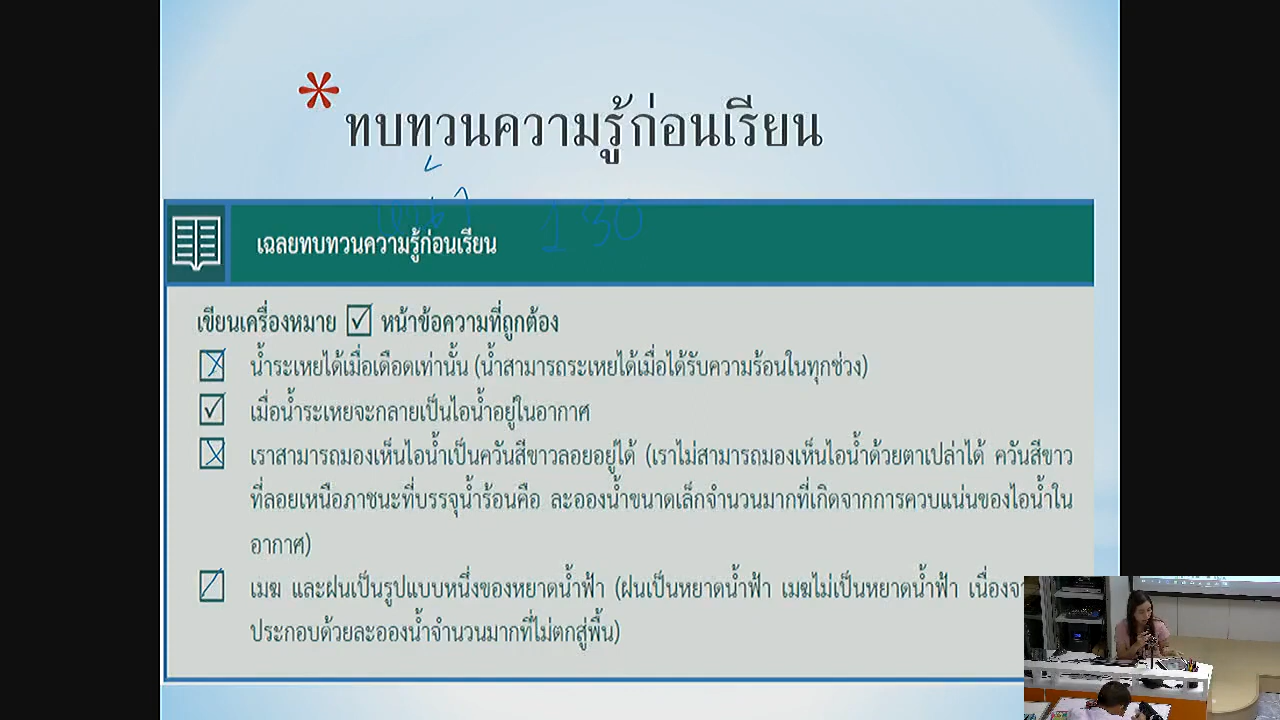 * ทบทวนความรู้ก่อนเรียน
หน้า 130
เฉลยทบทวนความรู้ก่อนเรียน
เขียนเครื่องหมาย ✓ หน้าข้อความที่ถูกต้อง
น้ำระเหยได้เมื่อเดือดเท่านั้น (น้ำสามารถระเหยได้เมื่อได้รับความร้อนในทุกช่วง)
✓ เมื่อน้ำระเหยจะกลายเป็นไอน้ำอยู่ในอากาศ
เราสามารถมองเห็นไอน้ำเป็นควันสีขาวลอยอยู่ได้ (เราไม่สามารถมองเห็นไอน้ำด้วยตาเปล่าได้ ควันสีขาว
ที่ลอยเหนือภาชนะที่บรรจุน้ำร้อนคือ ละอองน้ำขนาดเล็กจำนวนมากที่เกิดจากการควบแน่นของไอน้ำใน
อากาศ)
เมฆ และฝนเป็นรูปแบบหนึ่งของหยาดน้ำฟ้า (ฝนเป็นหยาดน้ำฟ้า เมฆไม่เป็นหยาดน้ำฟ้า
ประกอบด้วยละอองน้ำจำนวนมากที่ไม่ตกสู่พื้น)